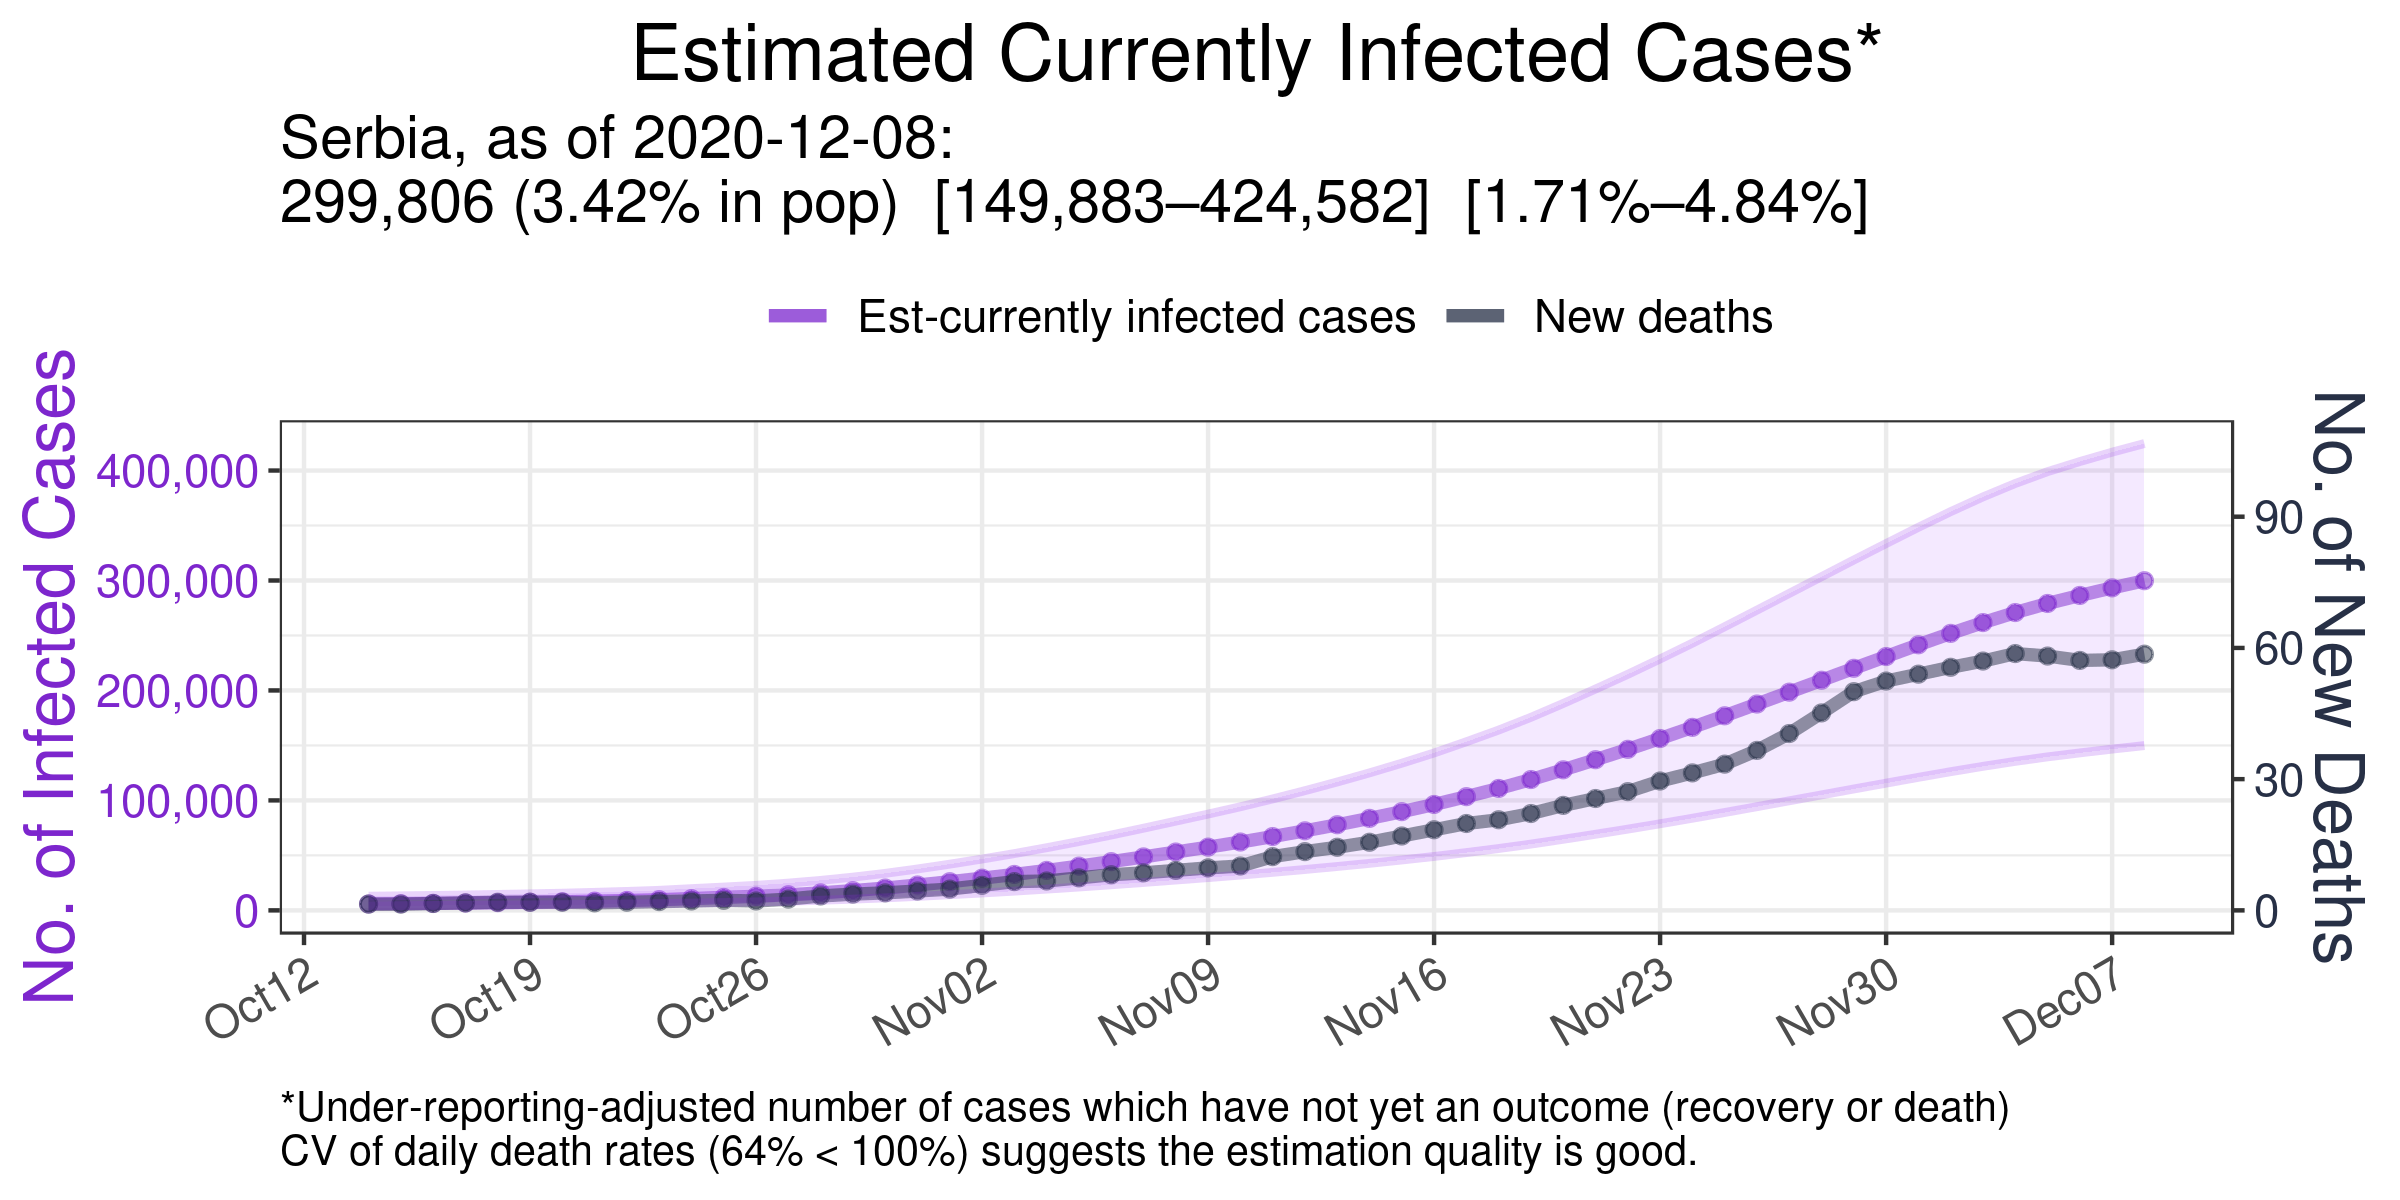 Estimated Currently Infected Cases*
Serbia, as of 2020-12-08:
299,806 (3.42% in pop) [149,883–424,582] [1.71%–4.84%]
Est-currently infected cases New deaths
No. of Infected Cases
400,000
300,000
200,000
100,000
0
No. of New Deaths
90
60
30
0
Oct12 Oct19 Oct26 Nov02 Nov09 Nov16 Nov23 Nov30 Dec07
*Under-reporting-adjusted number of cases which have not yet an outcome (recovery or death)
CV of daily death rates (64% < 100%) suggests the estimation quality is good.